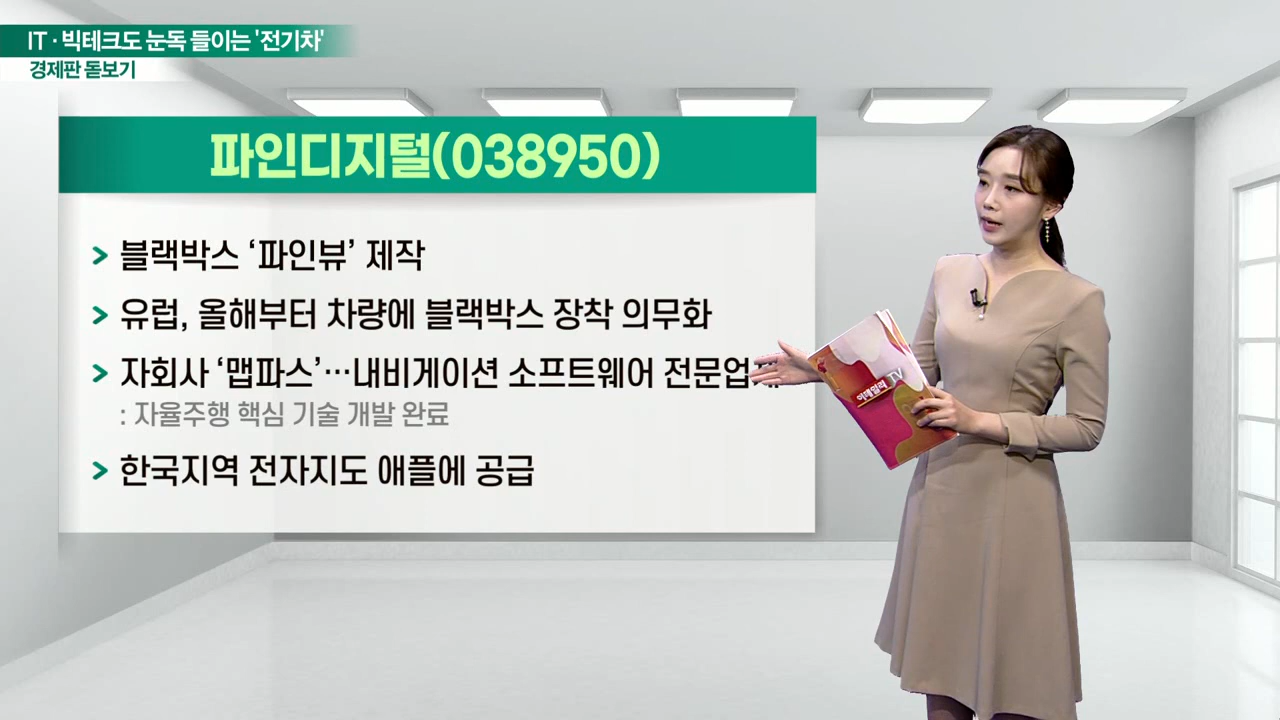 IT·빅테크도 눈독 들이는 '전기차'
경제판 돋보기
파인디지털(038950)
> 블랙박스 ‘파인뷰’ 제작
> 유럽, 올해부터 차량에 블랙박스 장착 의무화
> 자회사 ‘맵파스’…내비게이션 소프트웨어 전문업
: 자율주행 핵심 기술 개발 완료
> 한국지역 전자지도 애플에 공급
이데일리 TV